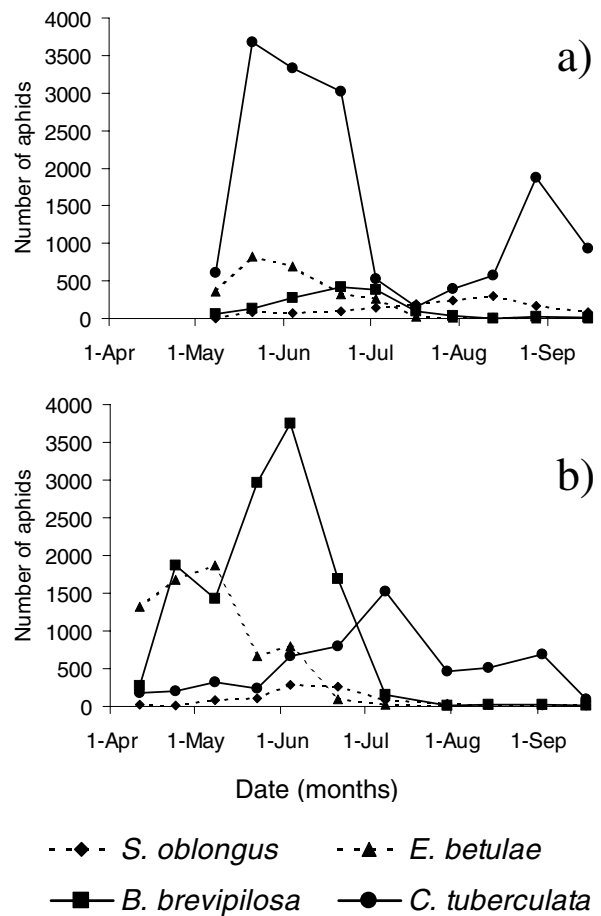 4000
3500
3000
2500
2000
1500
1000
500
0
Number of aphids
a)
1-Apr 1-May 1-Jun 1-Jul 1-Aug 1-Sep
4000
3500
3000
2500
2000
1500
1000
500
0
Number of aphids
b)
1-Apr 1-May 1-Jun 1-Jul 1-Aug 1-Sep
Date (months)
S. oblongus E. betulae
B. brevipilosa C. tuberculata